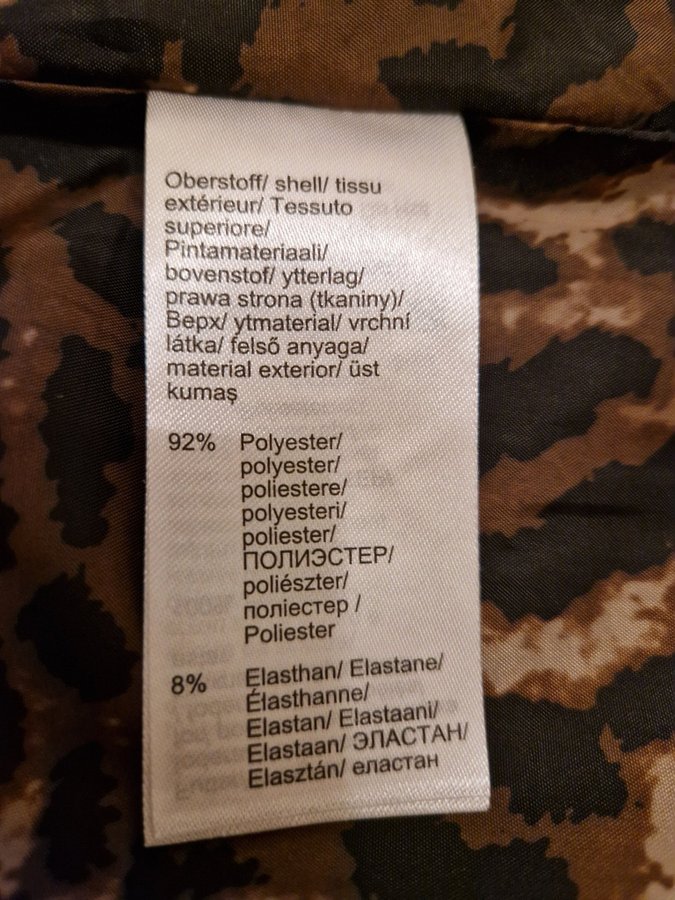 Oberstoff/ shell/ tissu
extérieur/ Tessuto
superiore/
Pintamateriaali/
bovenstof/ ytterlag/
prawa strona (tkaniny)/
Верх/ ytmaterial/ vrchní
látka/ felső anyaga/
material exterior/ üst
kumaş
92% Polyester/
polyester/
poliestere/
polyesteri/
poliester/
ПОЛИЭСТЕР/
poliészter/
поліестер /
Poliester
8% Elasthan/ Elastane/
Élasthanne/
Elastan/ Elastaani/
Elastaan/ ЭЛАСТАН/
Elasztán/ еластан